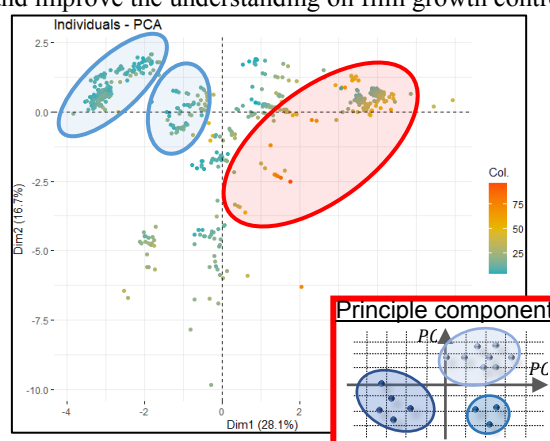 and improve the understanding on film growth contro
Individuals - PCA
2.5
0.0
-2.5
-5.0
-7.5
-10.0
Dim2 (16.7%)
-4
-2
0
2
Dim1 (28.1%)
Col.
75
50
25
Principle component
PC
PC